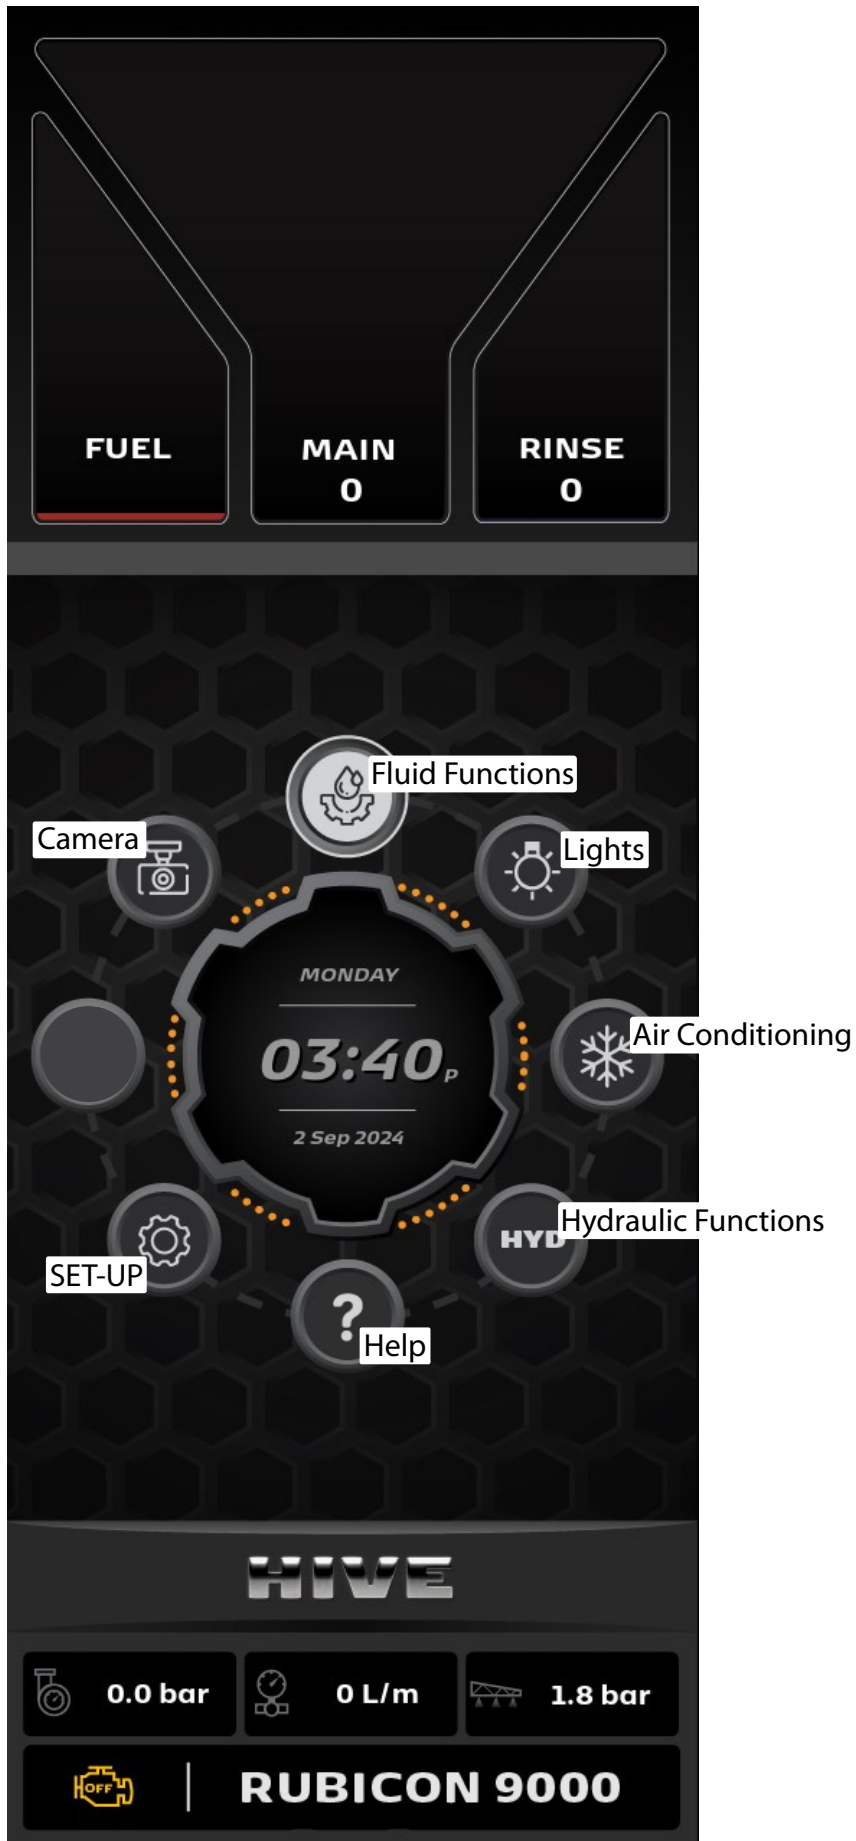 FUEL
MAIN
0
RINSE
0
Fluid Functions
Camera
Lights
MONDAY
03:40 P
2 Sep 2024
Air Conditioning
HYD
Hydraulic Functions
SET-UP
?
Help
HIVE
0.0 bar
0 L/m
1.8 bar
OFF
RUBICON 9000